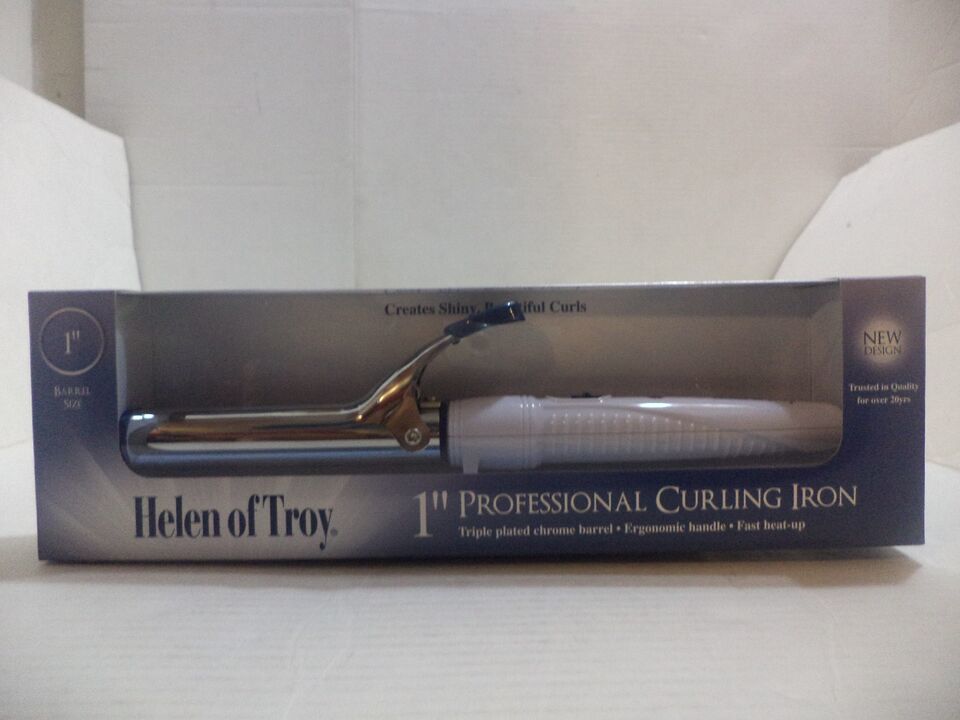 Creates Shiny, Beautiful Curls
1"
BARREL
SIZE
NEW
DESIGN
Trusted in Quality
for over 20yrs
Helen of Troy®
1" PROFESSIONAL CURLING IRON
Triple plated chrome barrel • Ergonomic handle • Fast heat-up